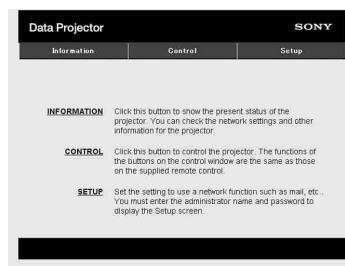 Data Projector SONY
Information Control Setup
INFORMATION Click this button to show the present status of the
projector. You can check the network settings and other
information for the projector.
CONTROL Click this button to control the projector. The functions of
the buttons on the control window are the same as those
on the supplied remote control.
SETUP Set the setting to use a network function such as mail, etc..
You must enter the administrator name and password to
display the Setup screen.